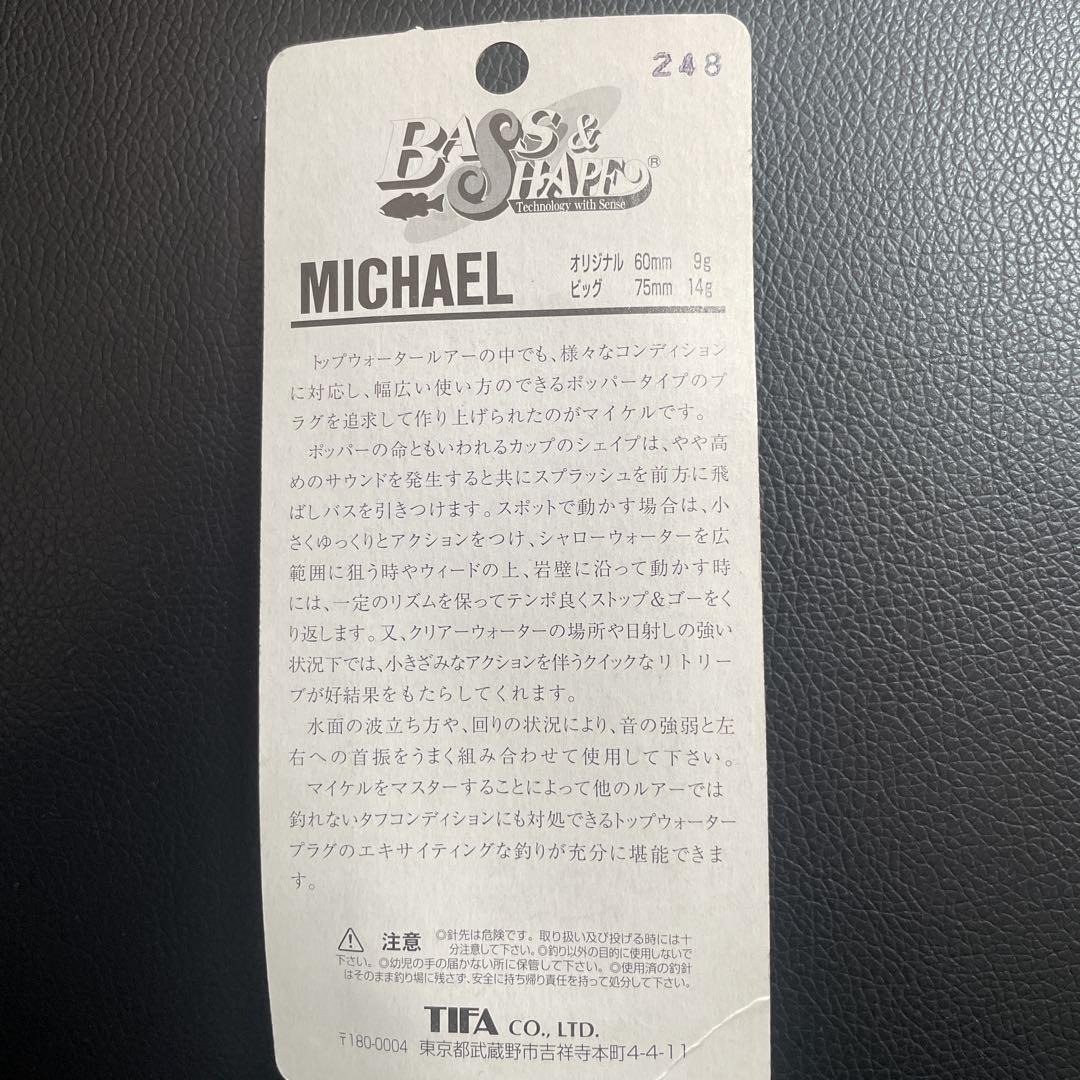 248
BASS & SHAPE®
Technology with Sense
MICHAEL
オリジナル 60mm 9g
ビッグ 75mm 14g
トップウォータールアーの中でも、様々なコンディション
に対応し、幅広い使い方のできるポッパータイプのプ
ラグを追求して作り上げられたのがマイケルです。
ポッパーの命ともいわれるカップのシェイプは、やや高
めのサウンドを発生すると共にスプラッシュを前方に飛
ばしバスを引きつけます。スポットで動かす場合は、小
さくゆっくりとアクションをつけ、シャローウォーターを広
範囲に狙う時やウィードの上、岩壁に沿って動かす時
には、一定のリズムを保ってテンポ良くストップ&ゴーをく
り返します。又、クリアーウォーターの場所や日射しの強い
状況下では、小きざみなアクションを伴うクイックなリトリー
ブが好結果をもたらしてくれます。
水面の波立ち方や、回りの状況により、音の強弱と左
右への首振をうまく組み合わせて使用して下さい。
マイケルをマスターすることによって他のルアーでは
釣れないタフコンディションにも対処できるトップウォーター
プラグのエキサイティングな釣りが充分に堪能できま
す。
注意 ◎針先は危険です。取り扱い及び投げる時には十
分注意して下さい。◎釣り以外の目的に使用しないで
下さい。◎幼児の手の届かない所に保管して下さい。◎使用済の釣針
はそのまま釣り場に残さず、安全に持ち帰り責任を持って処分して下さい。
TIFA CO., LTD.
〒180-0004 東京都武蔵野市吉祥寺本町4-4-11